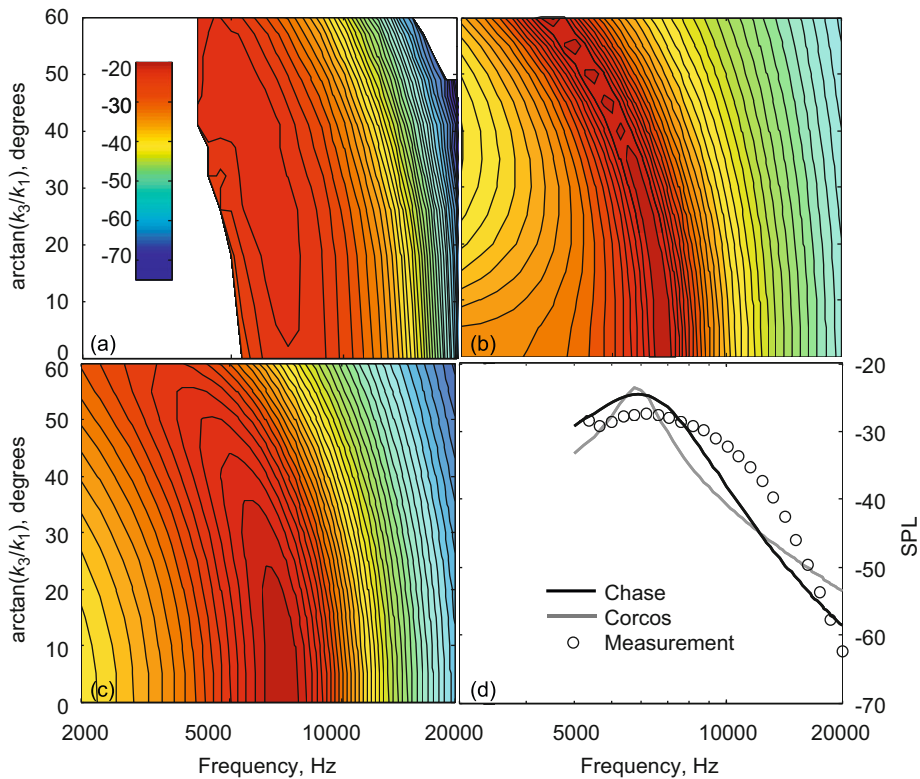 60
50
40
30
20
10
0
arctan(k₃/k₁), degrees
-20
-30
-40
-50
-60
-70
(a)
(b)
60
50
40
30
20
10
0
arctan(k₃/k₁), degrees
(c)
2000
5000
10000
20000
Frequency, Hz
-20
-30
-40
-50
-60
-70
SPL
Chase
Corcos
Measurement
(d)
5000
10000
20000
Frequency, Hz